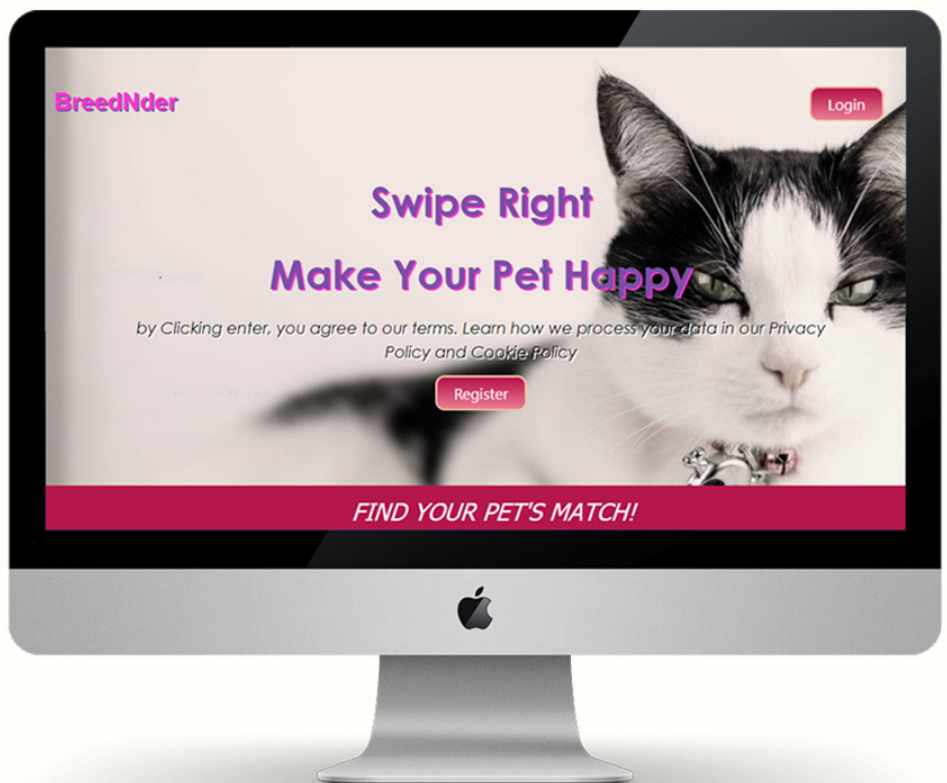 BreedNder
Login
Swipe Right
Make Your Pet Happy
by Clicking enter, you agree to our terms. Learn how we process your data in our Privacy
Policy and Cookie Policy
Register
FIND YOUR PET'S MATCH!